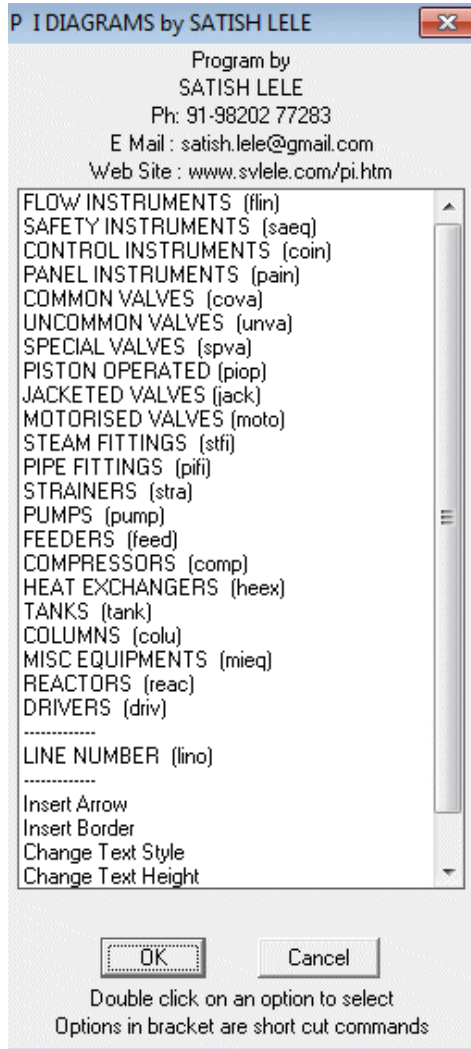 P I DIAGRAMS by SATISH LELE
Program by
SATISH LELE
Ph: 91-98202 77283
E Mail : satish.lele@gmail.com
Web Site : www.svlele.com/pi.htm
FLOW INSTRUMENTS (flin)
SAFETY INSTRUMENTS (saeq)
CONTROL INSTRUMENTS (coin)
PANEL INSTRUMENTS (pain)
COMMON VALVES (cova)
UNCOMMON VALVES (unva)
SPECIAL VALVES (spva)
PISTON OPERATED (piop)
JACKETED VALVES (jack)
MOTORISED VALVES (moto)
STEAM FITTINGS (stfi)
PIPE FITTINGS (pifi)
STRAINERS (stra)
PUMPS (pump)
FEEDERS (feed)
COMPRESSORS (comp)
HEAT EXCHANGERS (heex)
TANKS (tank)
COLUMNS (colu)
MISC EQUIPMENTS (mieq)
REACTORS (reac)
DRIVERS (driv)
-------------
LINE NUMBER (lino)
-------------
Insert Arrow
Insert Border
Change Text Style
Change Text Height
OK Cancel
Double click on an option to select
Options in bracket are short cut commands